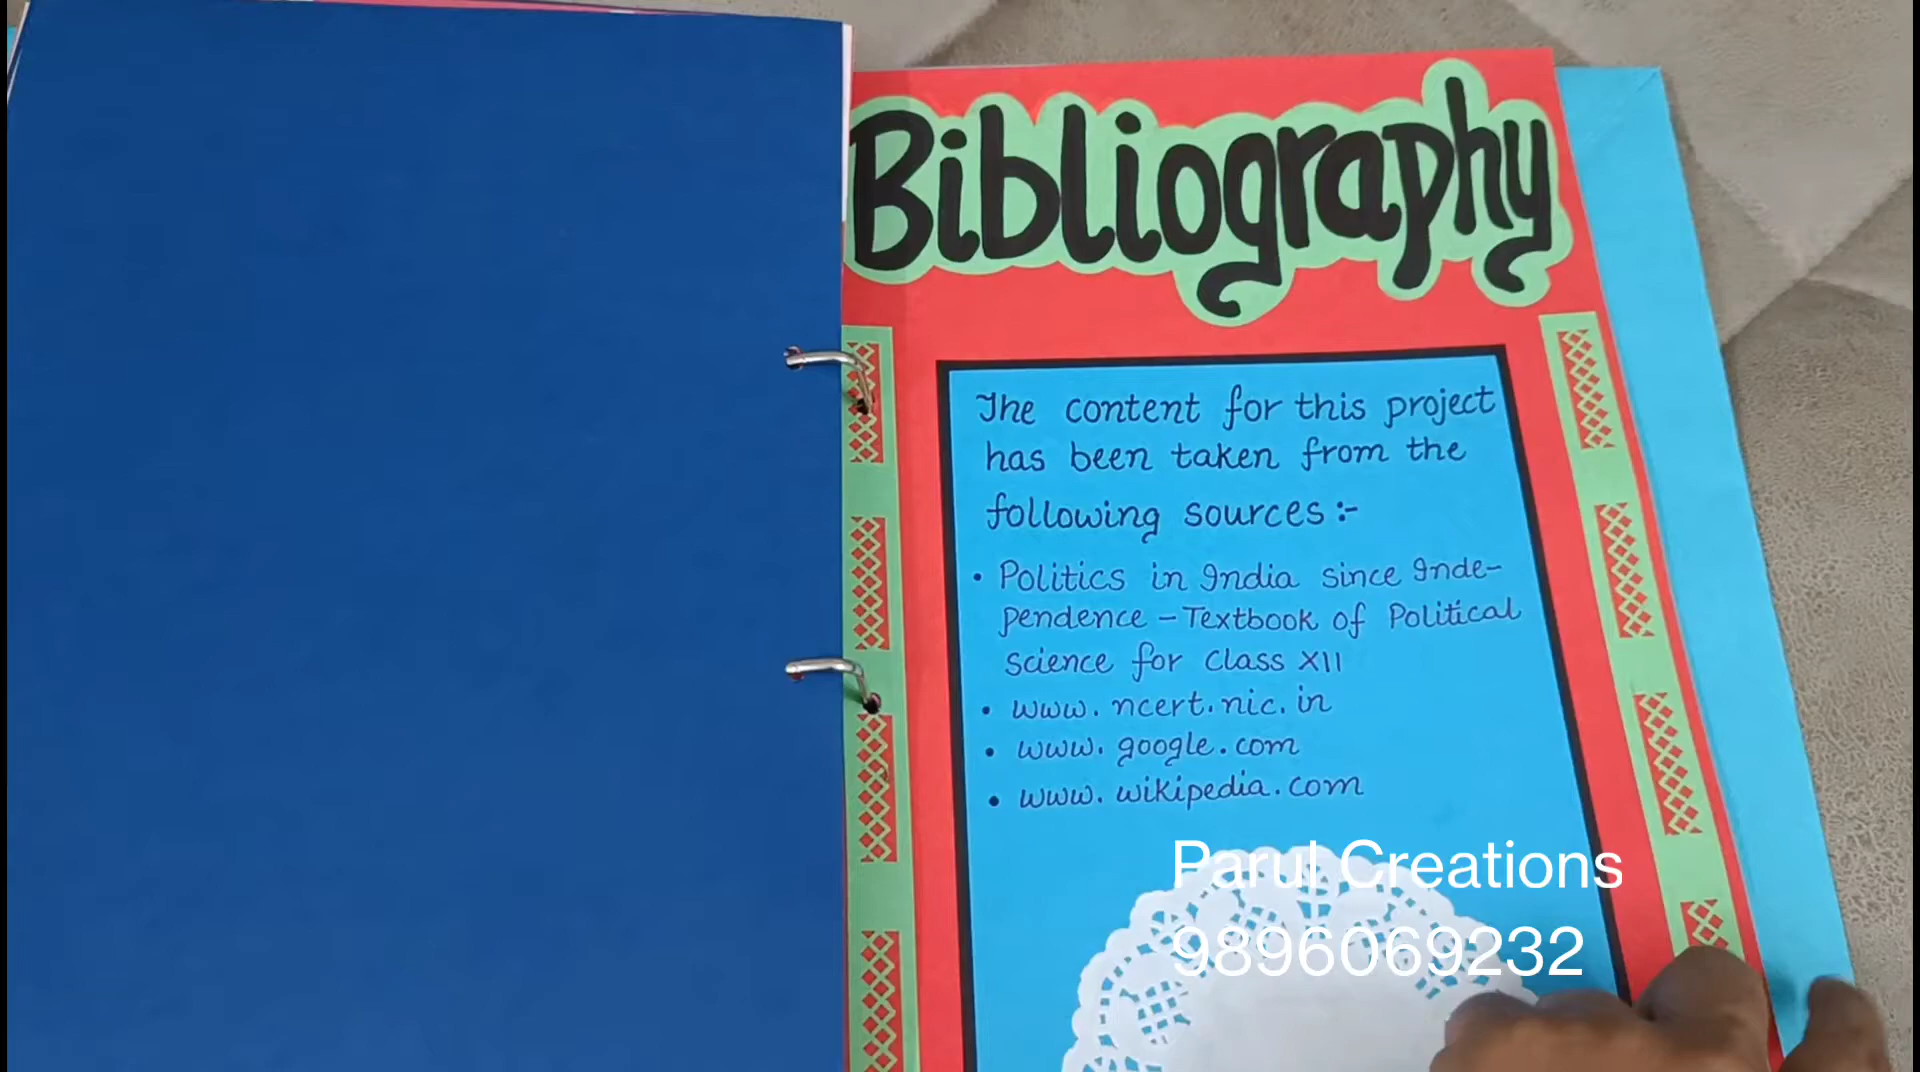 Bibliography
The content for this project
has been taken from the
following sources :-
• Politics in India since Inde-
pendence - Textbook of Political
Science for Class XII
• www.ncert.nic.in
• www.google.com
• www.wikipedia.com
Parul Creations
9896069232